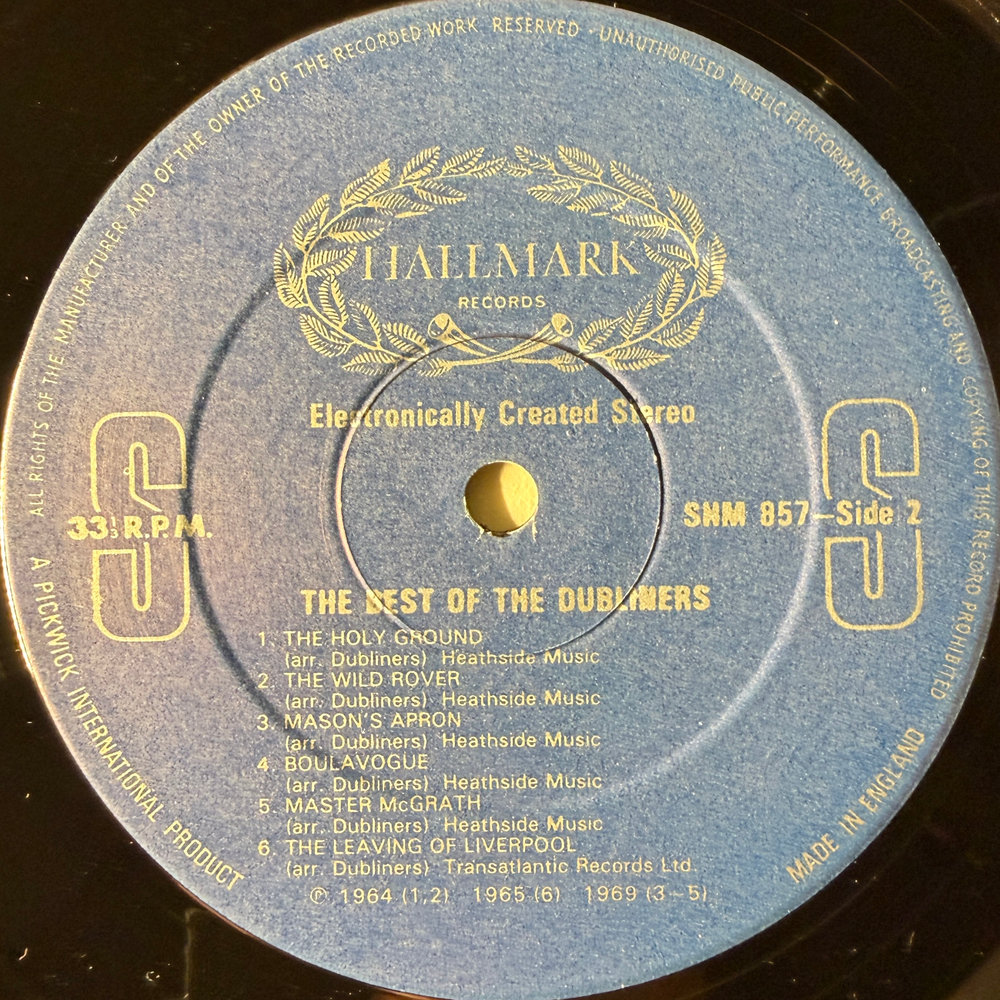 ALL RIGHTS OF THE MANUFACTURER AND OF THE OWNER OF THE RECORDED WORK RESERVED · UNAUTHORISED PUBLIC PERFORMANCE BROADCASTING AND COPYING OF THIS RECORD PROHIBITED
HALLMARK
RECORDS
Electronically Created Stereo
S
S
33⅓ R.P.M.
SHM 857–Side 2
THE BEST OF THE DUBLINERS
1. THE HOLY GROUND
(arr. Dubliners) Heathside Music
2. THE WILD ROVER
(arr. Dubliners) Heathside Music
3. MASON'S APRON
(arr. Dubliners) Heathside Music
4. BOULAVOGUE
(arr. Dubliners) Heathside Music
5. MASTER McGRATH
(arr. Dubliners) Heathside Music
6. THE LEAVING OF LIVERPOOL
(arr. Dubliners) Transatlantic Records Ltd.
℗ 1964 (1,2) 1965 (6) 1969 (3–5)
A PICKWICK INTERNATIONAL PRODUCT
MADE IN ENGLAND